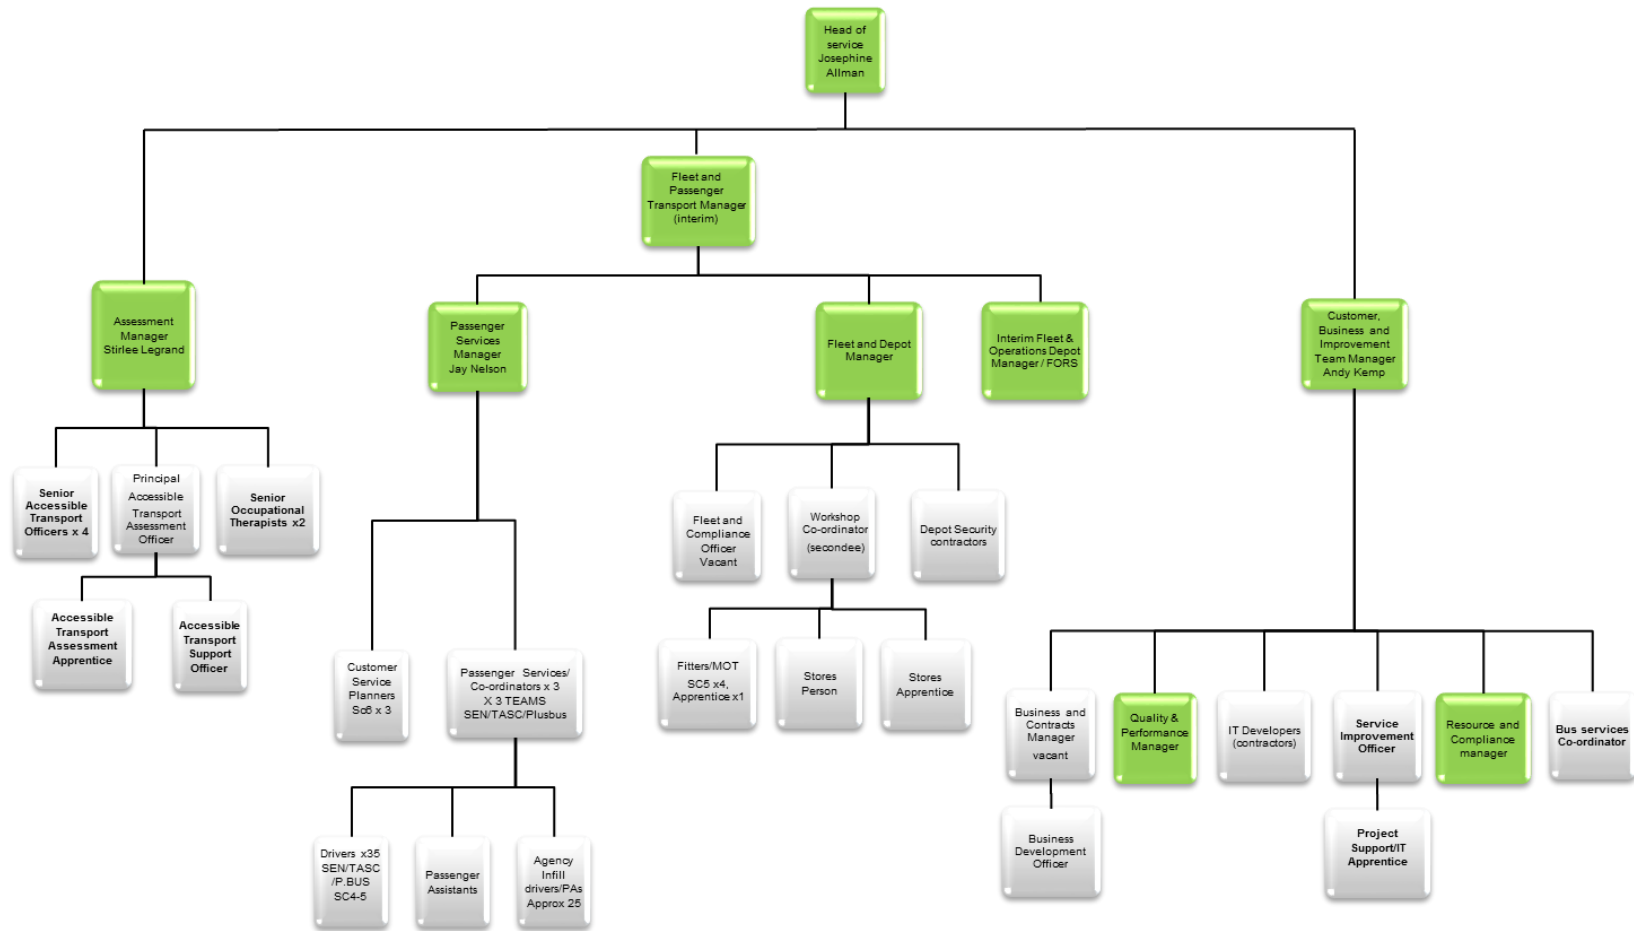 Head of
service
Josephine
Allman
Fleet and
Passenger
Transport Manager
(interim)
Assessment
Manager
Stirlee Legrand
Passenger
Services
Manager
Jay Nelson
Fleet and Depot
Manager
Interim Fleet &
Operations Depot
Manager / FORS
Customer,
Business and
Improvement
Team Manager
Andy Kemp
Senior
Accessible
Transport
Officers x 4
Principal
Accessible
Transport
Assessment
Officer
Senior
Occupational
Therapists x2
Accessible
Transport
Assessment
Apprentice
Accessible
Transport
Support
Officer
Fleet and
Compliance
Officer
Vacant
Workshop
Co-ordinator
(secondee)
Depot Security
contractors
Customer
Service
Planners
Sc6 x 3
Passenger Services/
Co-ordinators x 3
X 3 TEAMS
SEN/TASC/Plusbus
Fitters/MOT
SC5 x4,
Apprentice x1
Stores
Person
Stores
Apprentice
Business and
Contracts
Manager
vacant
Quality &
Performance
Manager
IT Developers
(contractors)
Service
Improvement
Officer
Resource and
Compliance
manager
Bus services
Co-ordinator
Drivers x35
SEN/TASC
/P.BUS
SC4-5
Passenger
Assistants
Agency
Infill
drivers/PAs
Approx 25
Business
Development
Officer
Project
Support/IT
Apprentice